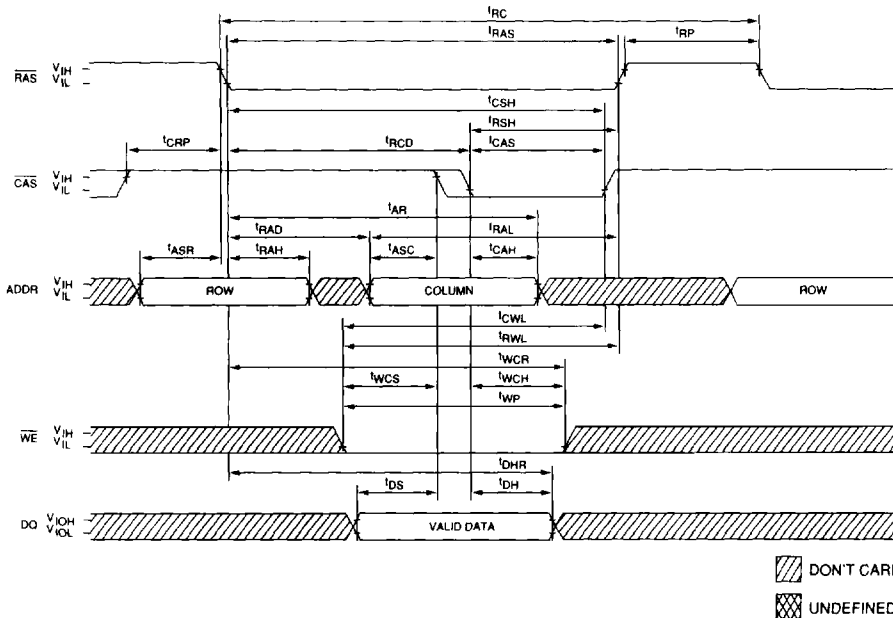 tRC
tRAS
tRP
RAS VIH
VIL
tCSH
tRSH
tCRP
tRCD
tCAS
CAS VIH
VIL
tAR
tRAD
tRAL
tASR
tRAH
tASC
tCAH
ADDR VIH
VIL
ROW
COLUMN
ROW
tCWL
tRWL
tWCR
tWCS
tWCH
tWP
WE VIH
VIL
tDHR
tDS
tDH
DQ VIOH
VIOL
VALID DATA
DON'T CARE
UNDEFINED